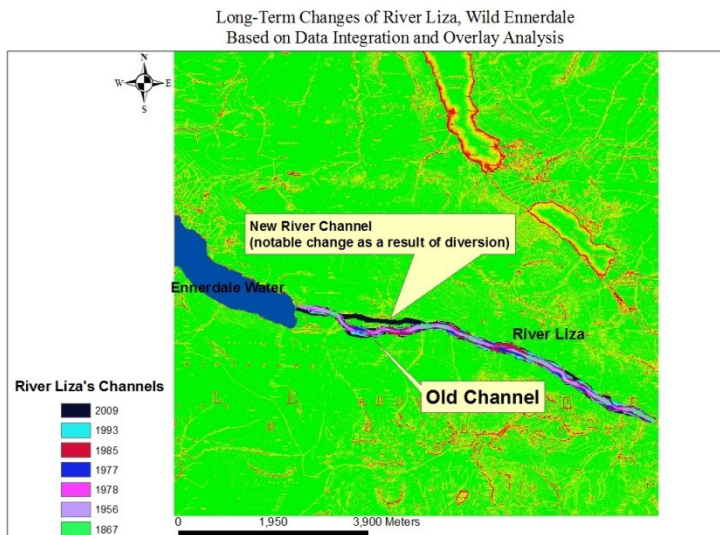 Long-Term Changes of River Liza, Wild Ennerdale
Based on Data Integration and Overlay Analysis
N
W E
S
New River Channel
(notable change as a result of diversion)
Ennerdale Water
River Liza
Old Channel
River Liza's Channels
2009
1993
1985
1977
1978
1956
1867
0 1,950 3,900 Meters